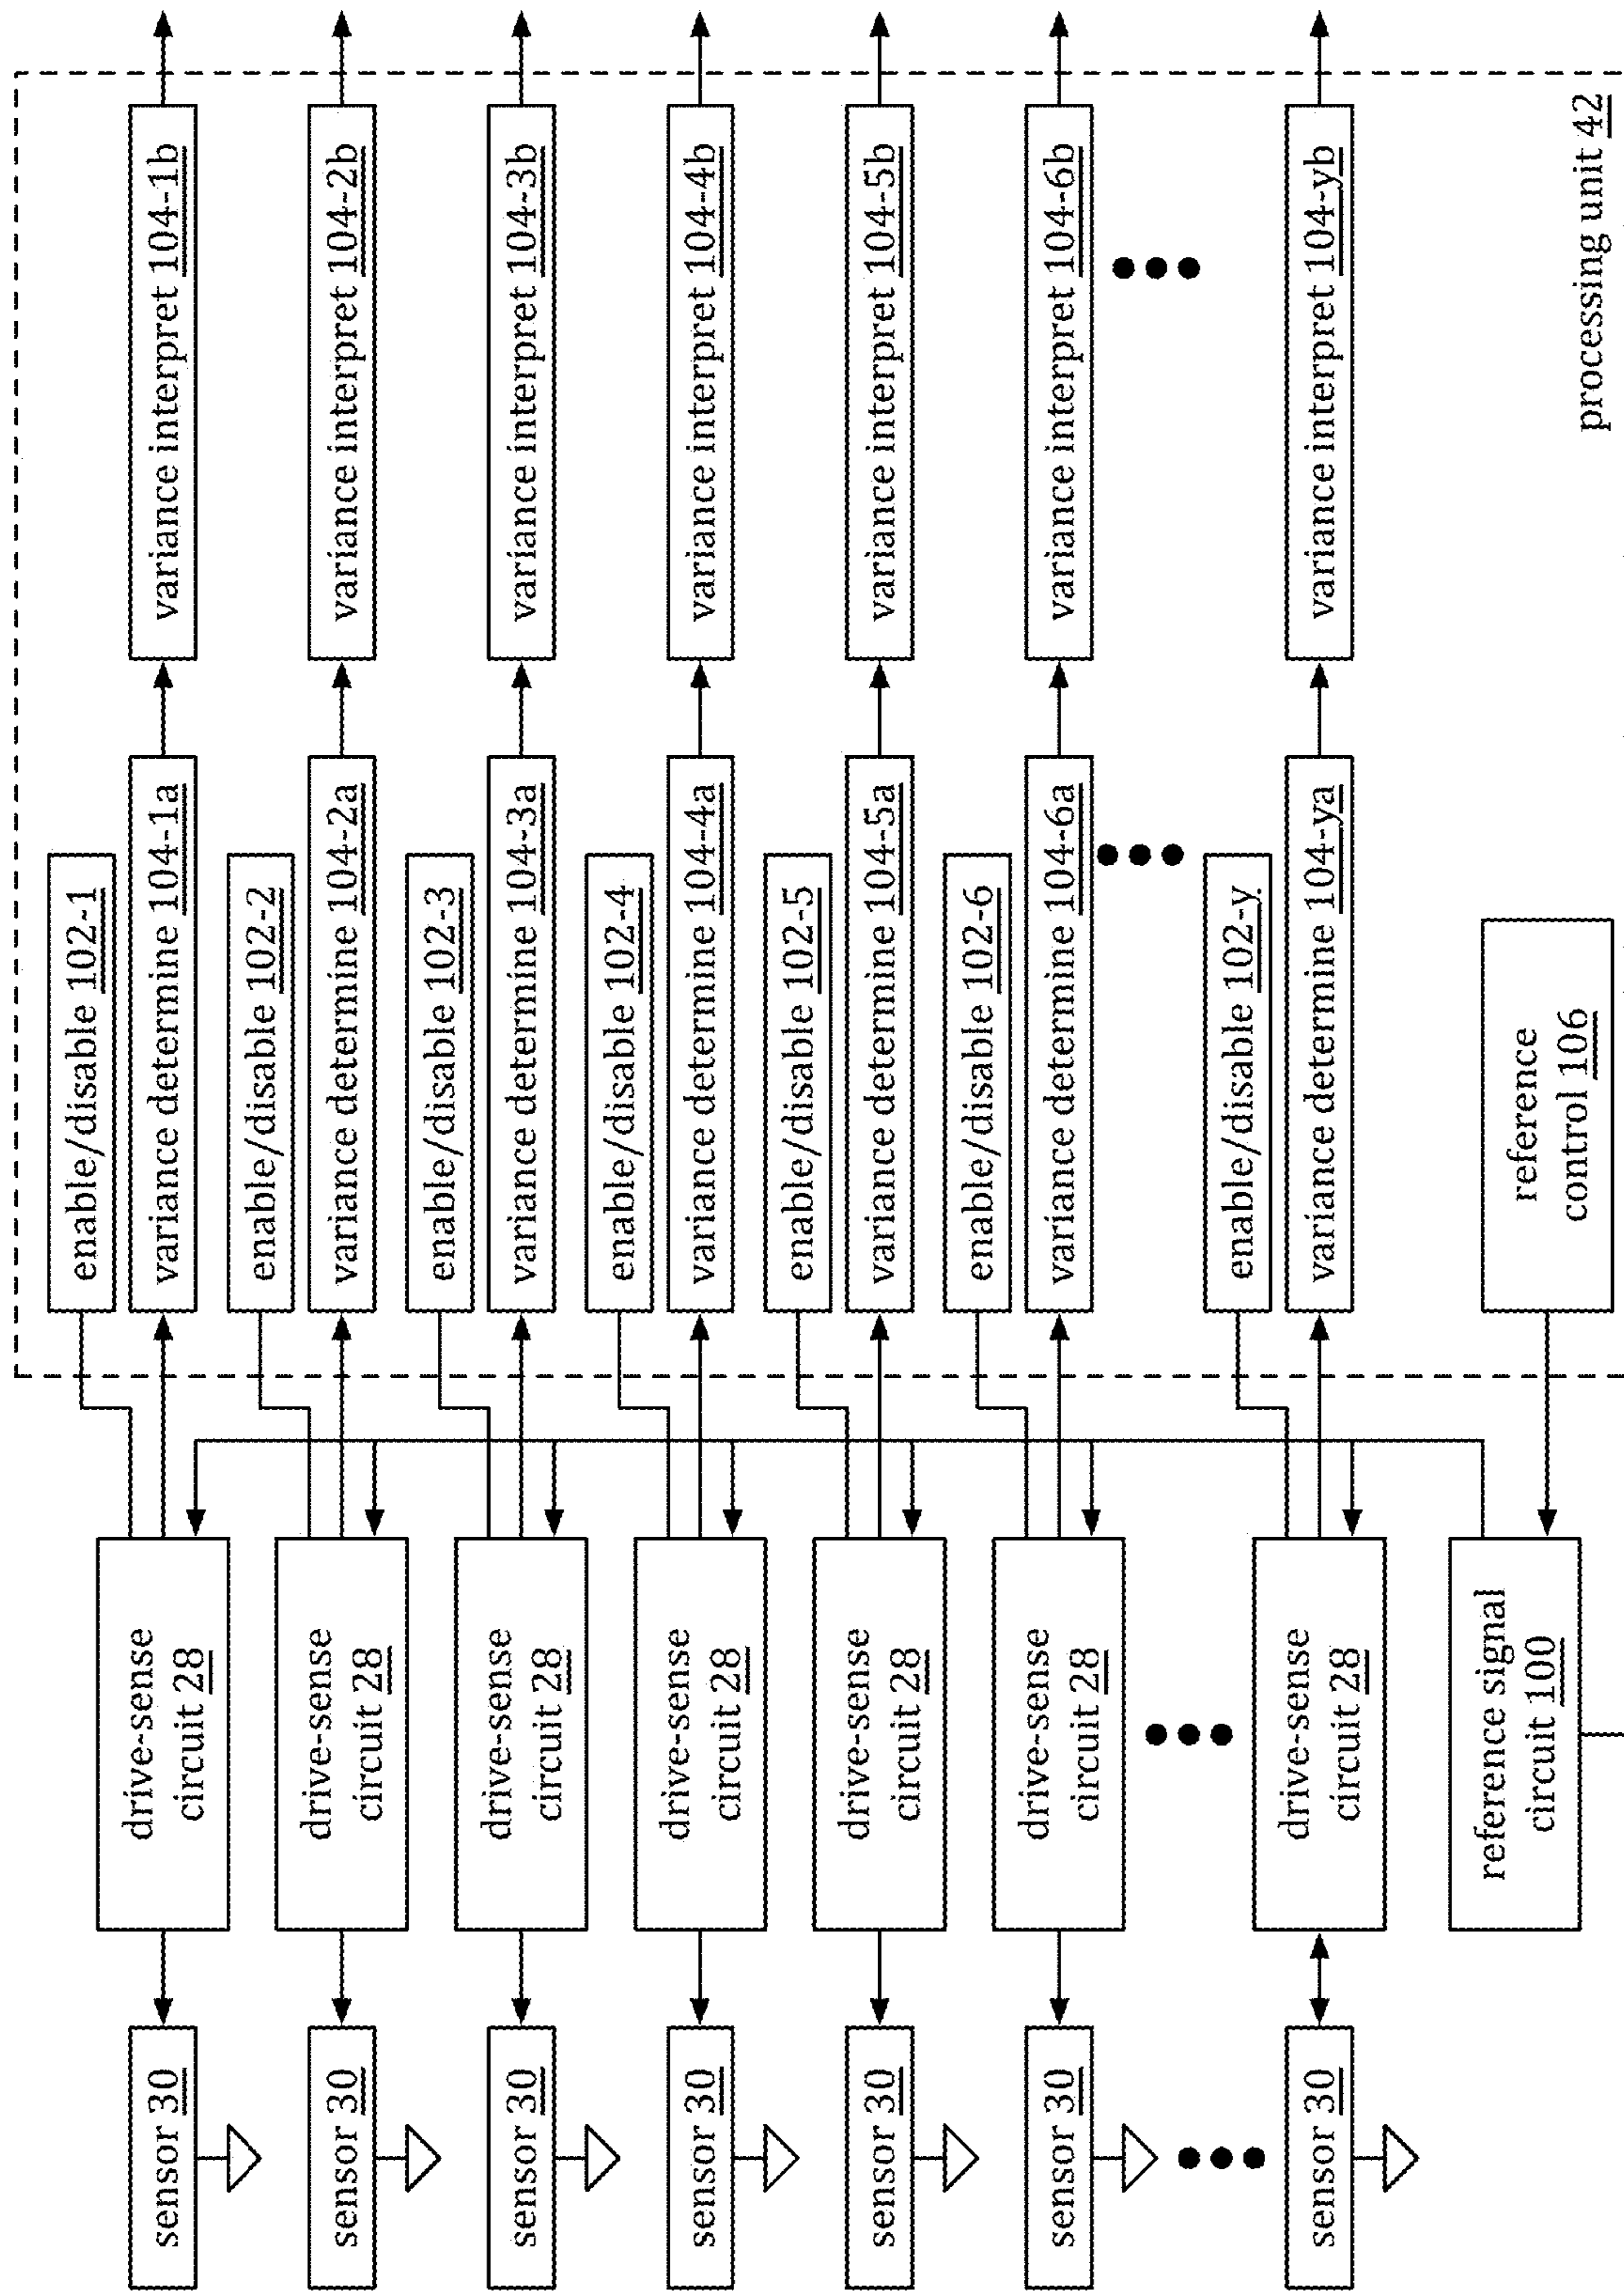 enable/disable 102-1
variance determine 104-1a
variance interpret 104-1b
drive-sense
circuit 28
sensor 30
enable/disable 102-2
variance determine 104-2a
variance interpret 104-2b
drive-sense
circuit 28
sensor 30
enable/disable 102-3
variance determine 104-3a
variance interpret 104-3b
drive-sense
circuit 28
sensor 30
enable/disable 102-4
variance determine 104-4a
variance interpret 104-4b
drive-sense
circuit 28
sensor 30
enable/disable 102-5
variance determine 104-5a
variance interpret 104-5b
drive-sense
circuit 28
sensor 30
enable/disable 102-6
variance determine 104-6a
variance interpret 104-6b
drive-sense
circuit 28
sensor 30
enable/disable 102-y
variance determine 104-ya
variance interpret 104-yb
drive-sense
circuit 28
sensor 30
reference signal
circuit 100
reference
control 106
processing unit 42